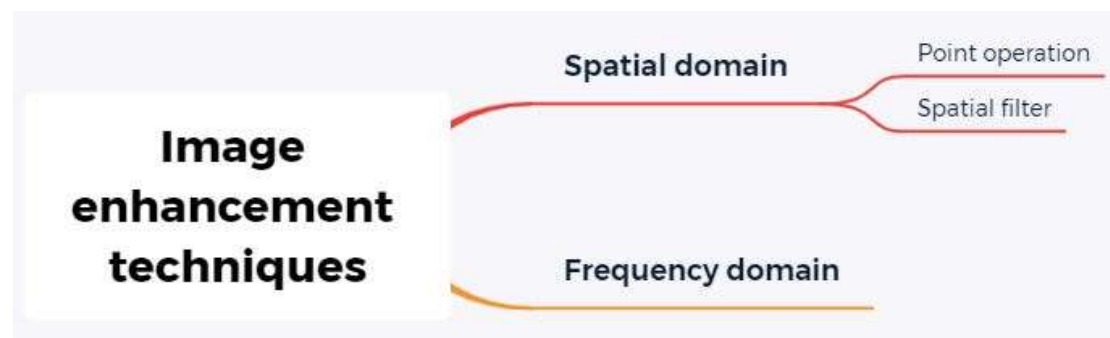 Image
enhancement
techniques
Spatial domain
Point operation
Spatial filter
Frequency domain